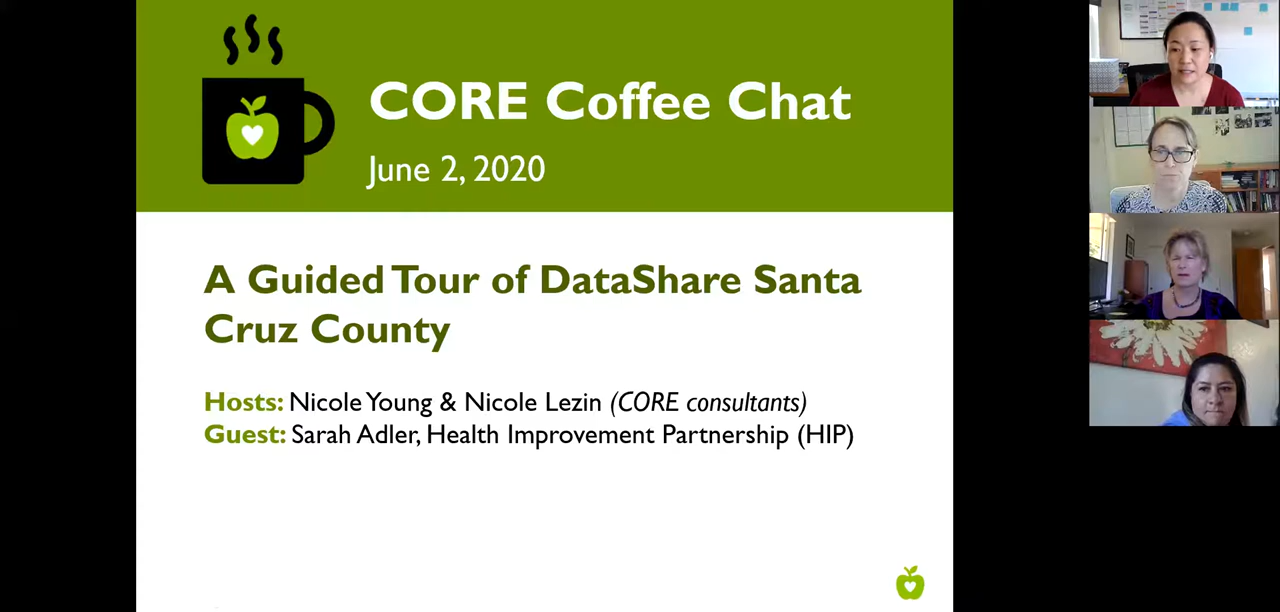 CORE Coffee Chat
June 2, 2020
A Guided Tour of DataShare Santa
Cruz County
Hosts: Nicole Young & Nicole Lezin (CORE consultants)
Guest: Sarah Adler, Health Improvement Partnership (HIP)